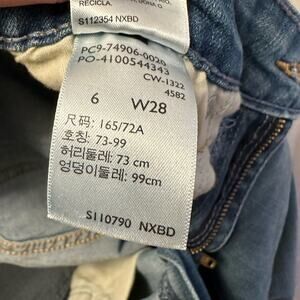 RECICLA.
S112354 NXBD
PC9-74906-0020
PO-4100544343
CW-1322
4582
6 W28
尺码: 165/72A
호칭: 73-99
허리둘레: 73 cm
엉덩이둘레: 99cm
S110790 NXBD